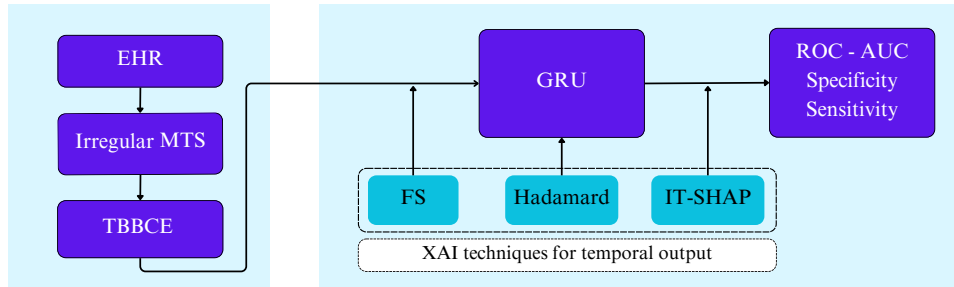 EHR
Irregular MTS
TBBCE
GRU
ROC - AUC
Specificity
Sensitivity
FS
Hadamard
IT-SHAP
XAI techniques for temporal output